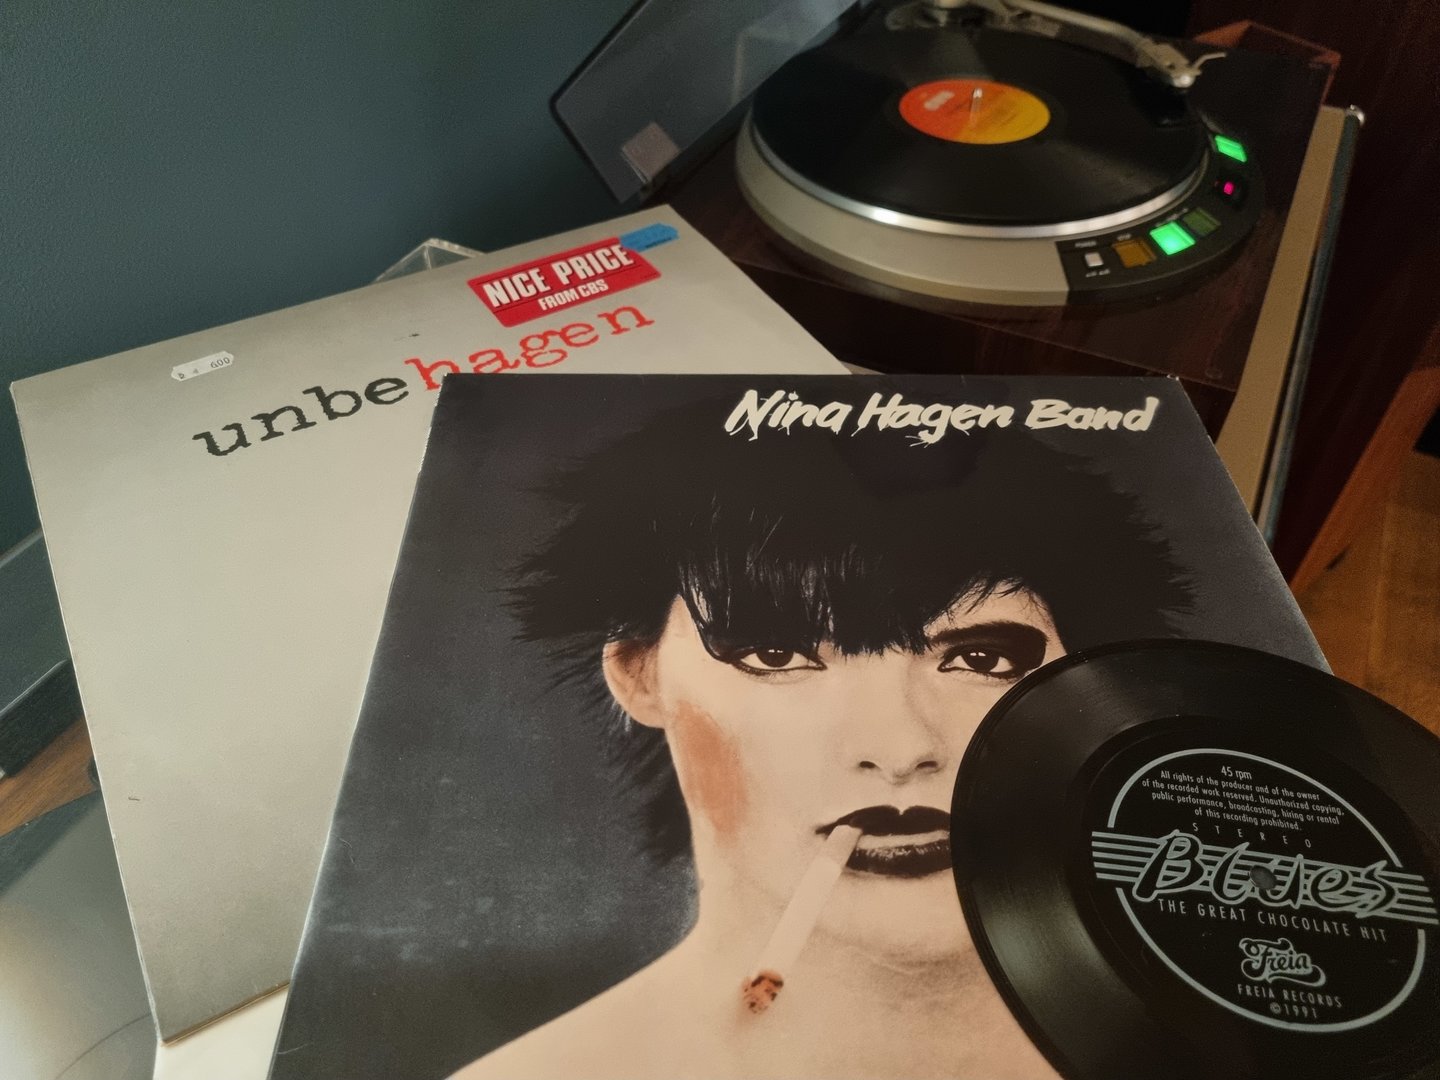 NICE PRICE
FROM CBS
600
unbehagen
Nina Hagen Band
45 rpm
All rights of the producer and of the owner
of the recorded work reserved. Unauthorized copying,
public performance, broadcasting, hiring or rental
of this recording prohibited.
STEREO
Blues
THE GREAT CHOCOLATE HIT
Freia
FREIA RECORDS
©1991